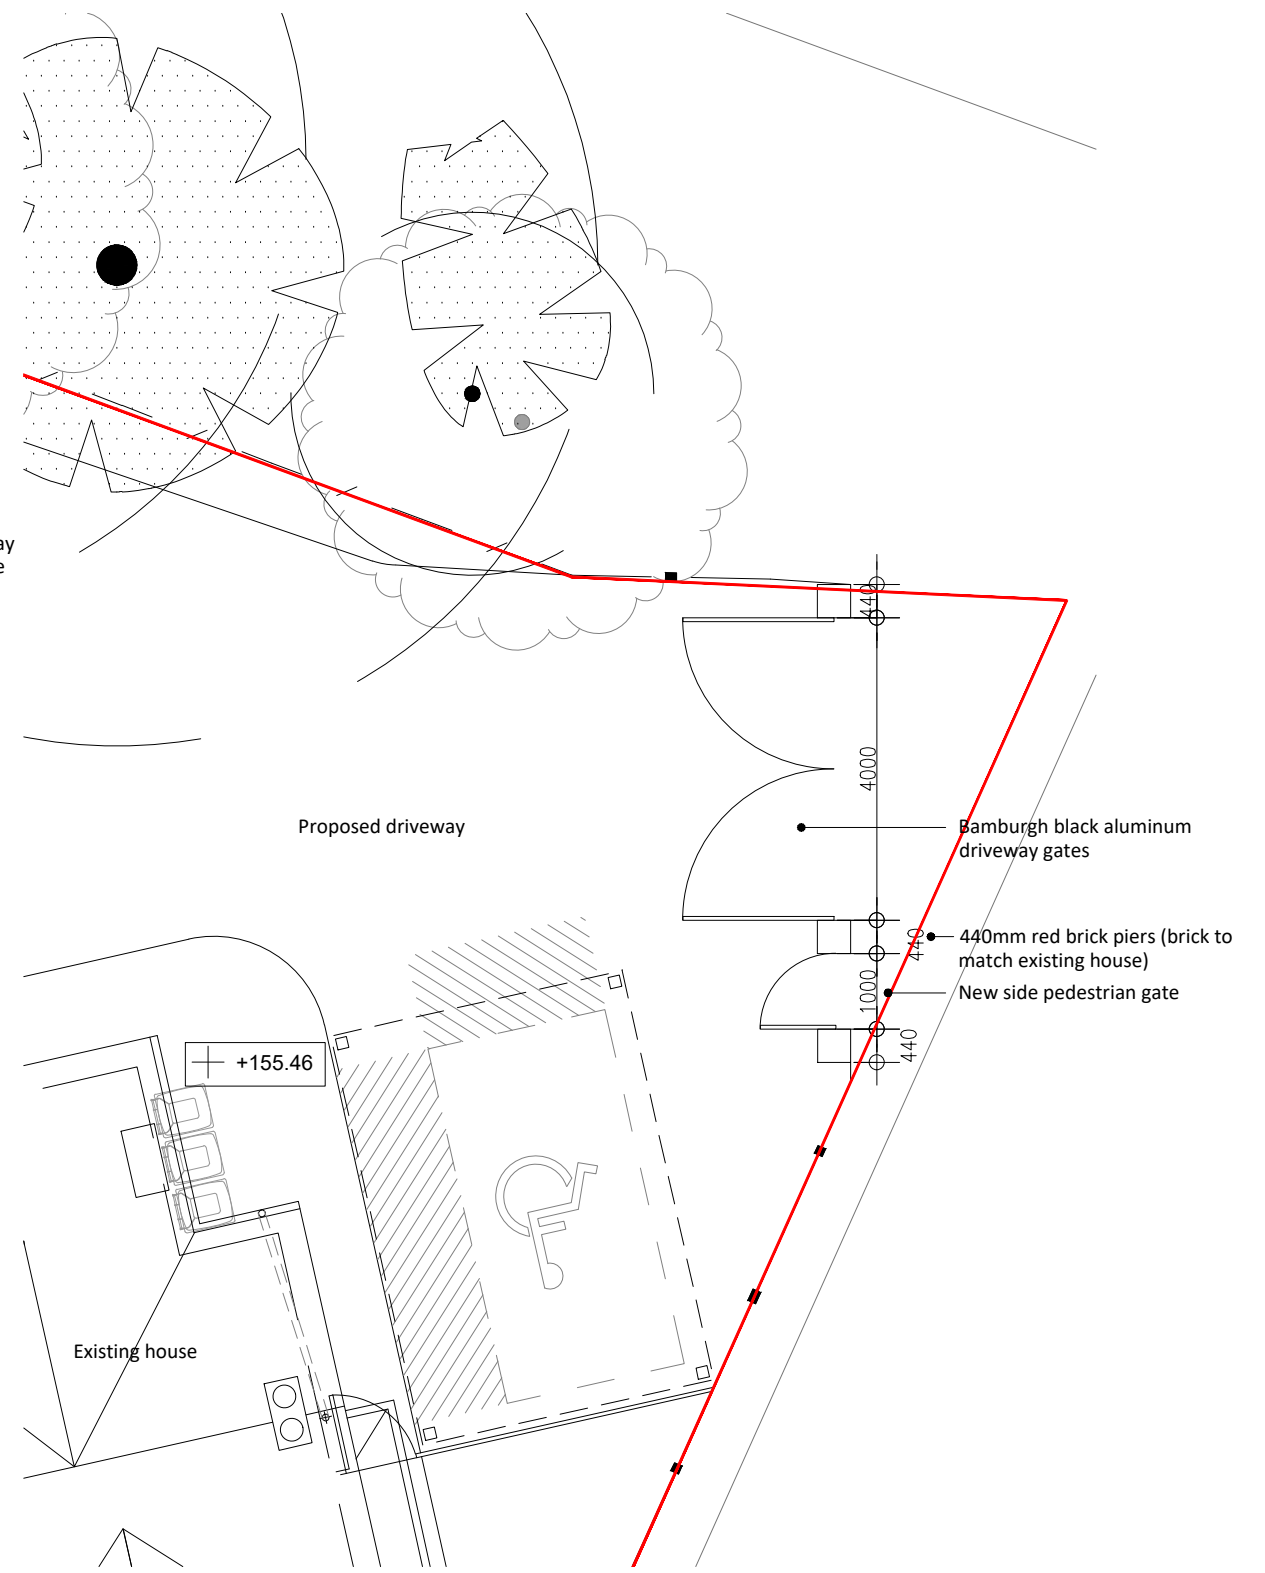 ay
e
440
4000
Proposed driveway
Bamburgh black aluminum
driveway gates
440
440mm red brick piers (brick to
match existing house)
1000
New side pedestrian gate
440
+155.46
Existing house